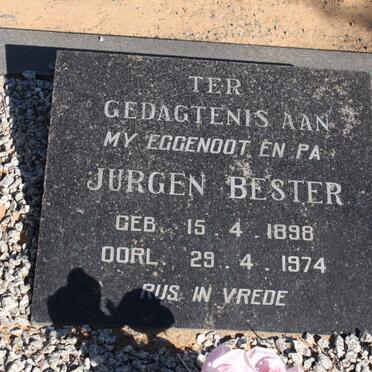 TER
GEDAGTENIS AAN
MY EGGENOOT EN PA
JURGEN BESTER
GEB. 15.4.1898
OORL. 29.4.1974
RUS IN VREDE